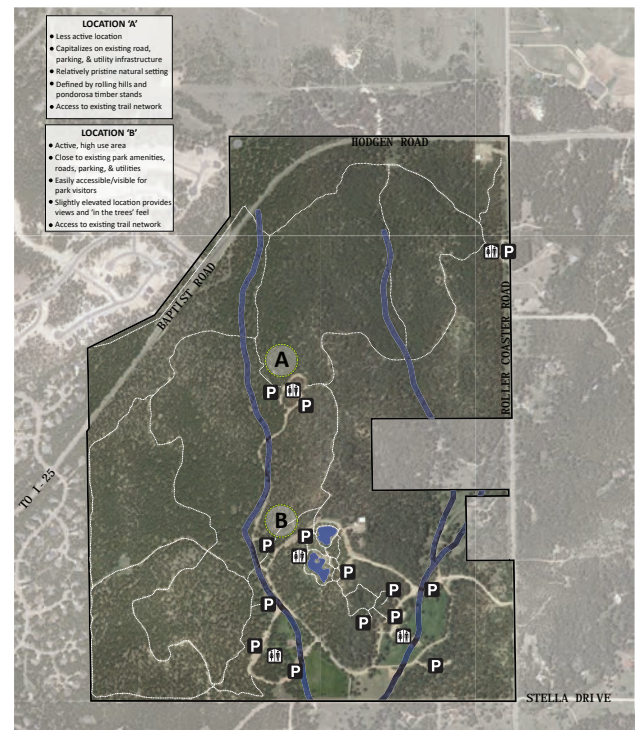 LOCATION 'A'
● Less active location
● Capitalizes on existing road,
parking, & utility infrastructure
● Relatively pristine natural setting
● Defined by rolling hills and
pondorosa timber stands
● Access to existing trail network
LOCATION 'B'
● Active, high use area
● Close to existing park amenities,
roads, parking, & utilities
● Easily accessible/visible for
park visitors
● Slightly elevated location provides
views and 'in the trees' feel
● Access to existing trail network
HODGEN ROAD
BAPTIST ROAD
ROLLER COASTER ROAD
P
A
P
P
TO I-25
B
P
P
P
P
P
P
P
P
P
P
P
STELLA DRIVE